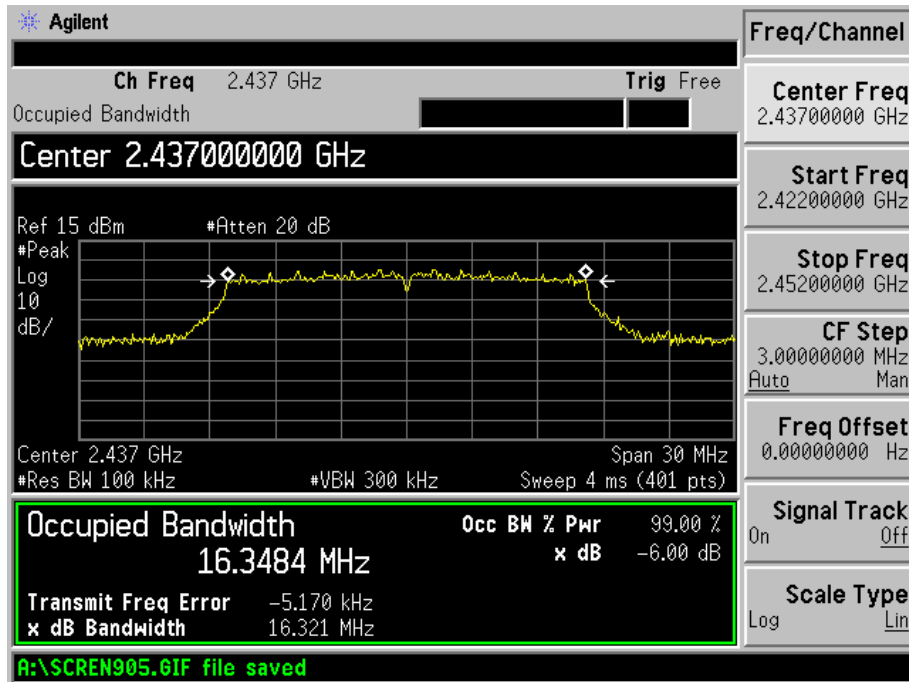 Agilent
Ch Freq 2.437 GHz Trig Free
Occupied Bandwidth
Center 2.437000000 GHz
Ref 15 dBm #Atten 20 dB
#Peak
Log
10
dB/
Center 2.437 GHz Span 30 MHz
#Res BW 100 kHz #VBW 300 kHz Sweep 4 ms (401 pts)
Occupied Bandwidth Occ BW % Pwr 99.00 %
16.3484 MHz x dB -6.00 dB
Transmit Freq Error -5.170 kHz
x dB Bandwidth 16.321 MHz
A:\SCREN905.GIF file saved
Freq/Channel
Center Freq
2.43700000 GHz
Start Freq
2.42200000 GHz
Stop Freq
2.45200000 GHz
CF Step
3.00000000 MHz
Auto Man
Freq Offset
0.00000000 Hz
Signal Track
On Off
Scale Type
Log Lin